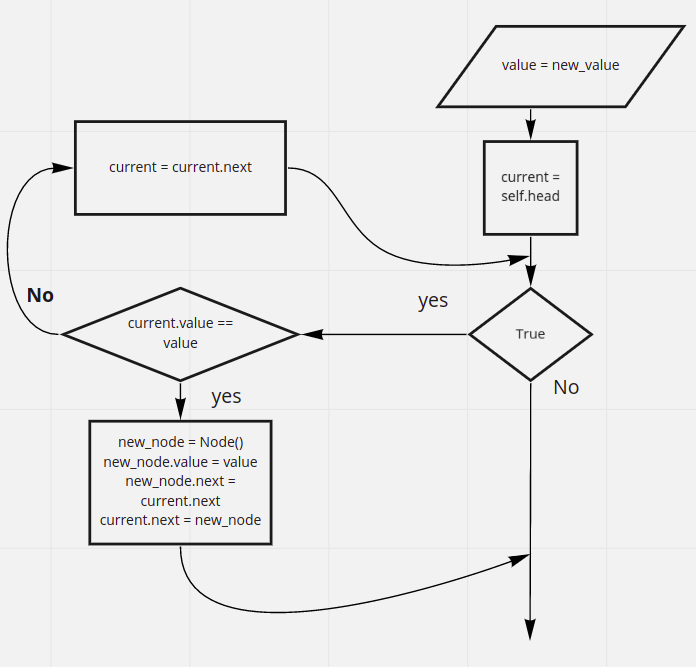 value = new_value
current = current.next
current =
self.head
No
yes
current.value ==
value
True
No
yes
new_node = Node()
new_node.value = value
new_node.next =
current.next
current.next = new_node